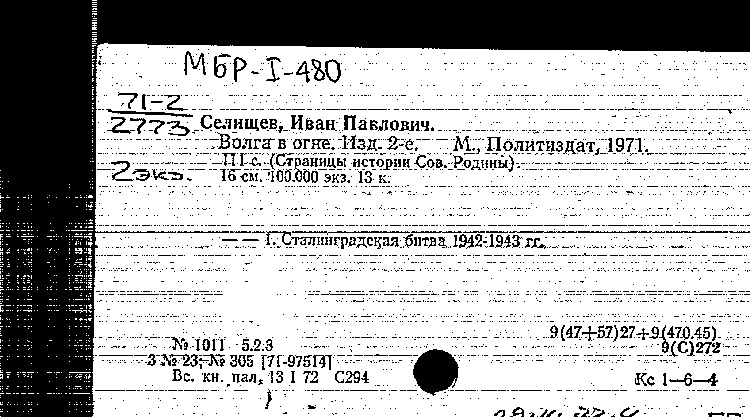 МБР-I-480
71-2
2773
Селищев, Иван Павлович.
Волга в огне. Изд. 2-е. М., Политиздат, 1971.
111 с. (Страницы истории Сов. Родины).
2 экз.
16 см. 100.000 экз. 13 к.
— — 1. Сталинградская битва 1942-1943 гг.
9(47+57)27+9(470.45)
№ 1011 5.2.3
9(С)272
3 № 23; № 305 [71-97514]
Вс. кн. пал. 13 I 72 С294
Кс 1—6—4